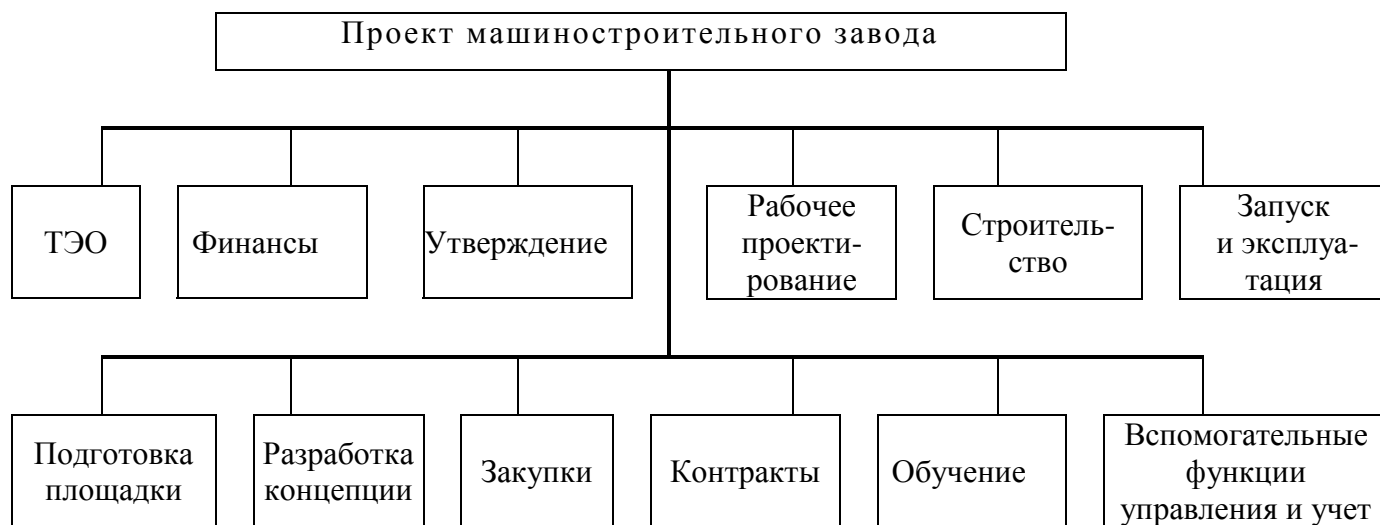 Проект машиностроительного завода
ТЭО
Финансы
Утверждение
Рабочее
проекти-
рование
Строитель-
ство
Запуск
и эксплуа-
тация
Подготовка
площадки
Разработка
концепции
Закупки
Контракты
Обучение
Вспомогательные
функции
управления и учет